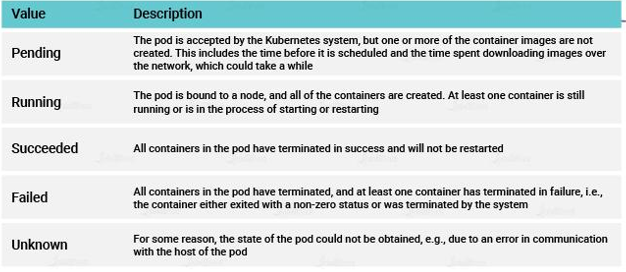 Value Description
The pod is accepted by the Kubernetes system, but one or more of the container images are not
Pending created. This includes the time before it is scheduled and the time spent downloading images over
the network, which could take a while
Running The pod is bound to a node, and all of the containers are created. At least one container is still
running or is in the process of starting or restarting
Succeeded All containers in the pod have terminated in success and will not be restarted
Failed All containers in the pod have terminated, and at least one container has terminated in failure, i.e.,
the container either exited with a non-zero status or was terminated by the system
Unknown For some reason, the state of the pod could not be obtained, e.g., due to an error in communication
with the host of the pod